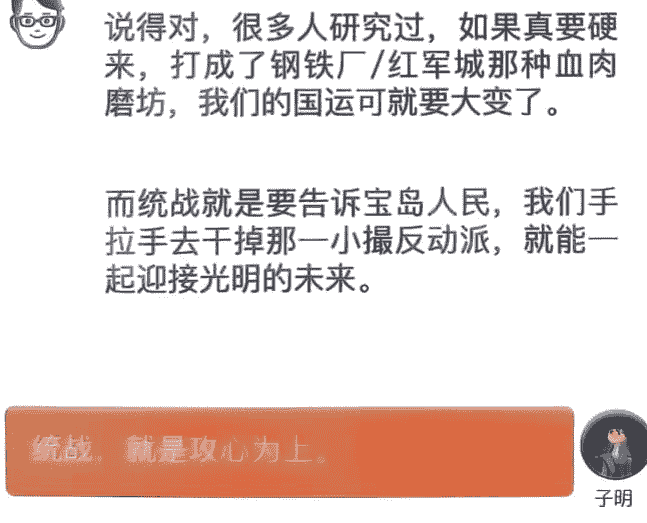 说得对，很多人研究过，如果真要硬
来，打成了钢铁厂/红军城那种血肉
磨坊，我们的国运可就要大变了。
而统战就是要告诉宝岛人民，我们手
拉手去干掉那一小撮反动派，就能一
起迎接光明的未来。
统战，就是攻心为上。
子明